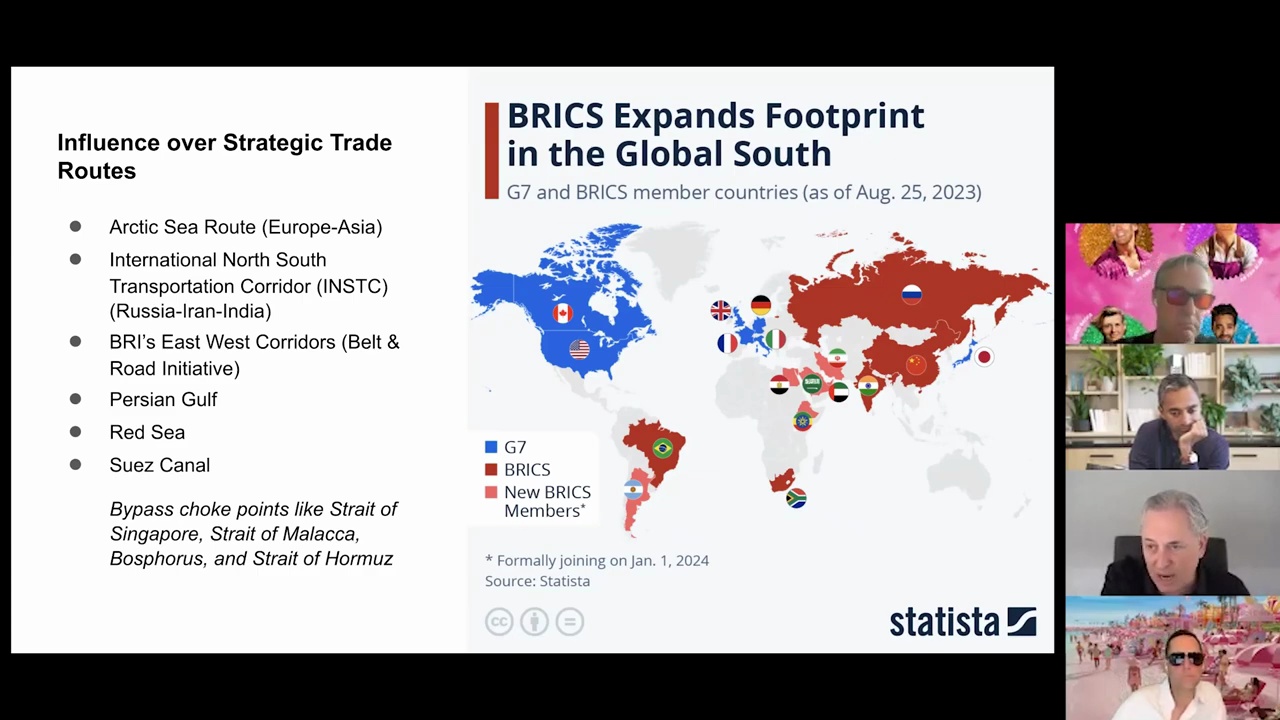 Influence over Strategic Trade
Routes
● Arctic Sea Route (Europe-Asia)
● International North South
Transportation Corridor (INSTC)
(Russia-Iran-India)
● BRI's East West Corridors (Belt &
Road Initiative)
● Persian Gulf
● Red Sea
● Suez Canal
Bypass choke points like Strait of
Singapore, Strait of Malacca,
Bosphorus, and Strait of Hormuz
BRICS Expands Footprint
in the Global South
G7 and BRICS member countries (as of Aug. 25, 2023)
G7
BRICS
New BRICS
Members*
* Formally joining on Jan. 1, 2024
Source: Statista
cc
statista